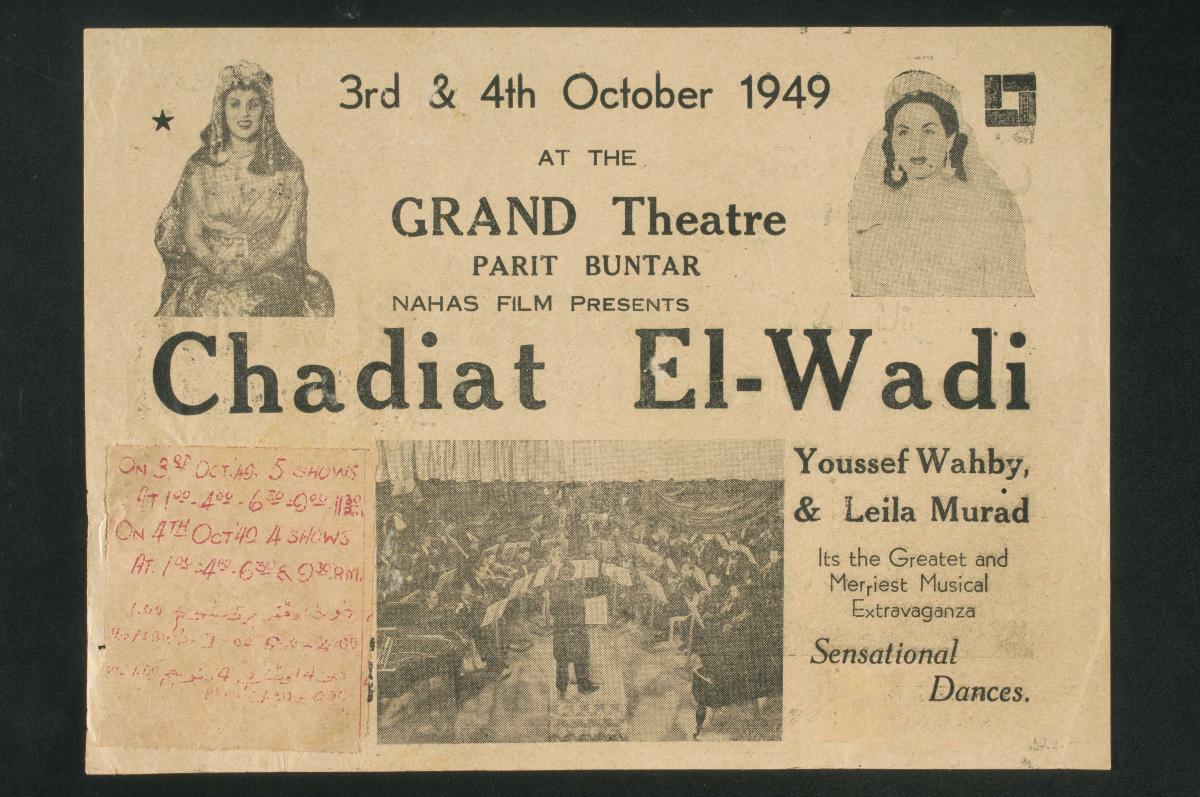 3rd & 4th October 1949
AT THE
GRAND Theatre
PARIT BUNTAR
NAHAS FILM PRESENTS
Chadiat El-Wadi
ON 3RD OCT.49. 5 SHOWS
AT 1.00-4.00-6.30-9.00-11.30
ON 4TH OCT 49. 4 SHOWS
AT. 1.00-4.00-6.30 & 9.30 P.M.
Youssef Wahby,
& Leila Murad
Its the Greatet and
Merriest Musical
Extravaganza
Sensational
Dances.